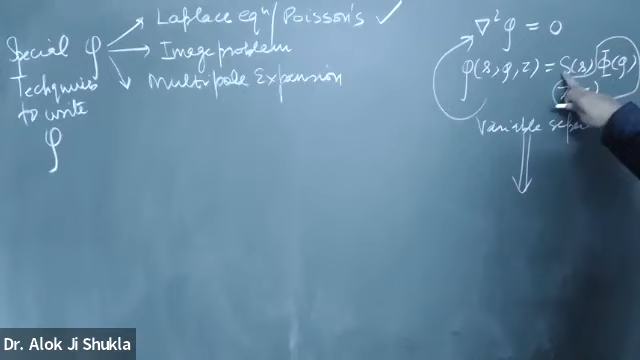 Special φ
Techniques
to write
φ
Laplace eqⁿ/Poisson's ✓
Image problem
Multipole Expansion
∇²φ = 0
φ(s, φ, z) = S(s) Φ(φ)
Variable
Dr. Alok Ji Shukla